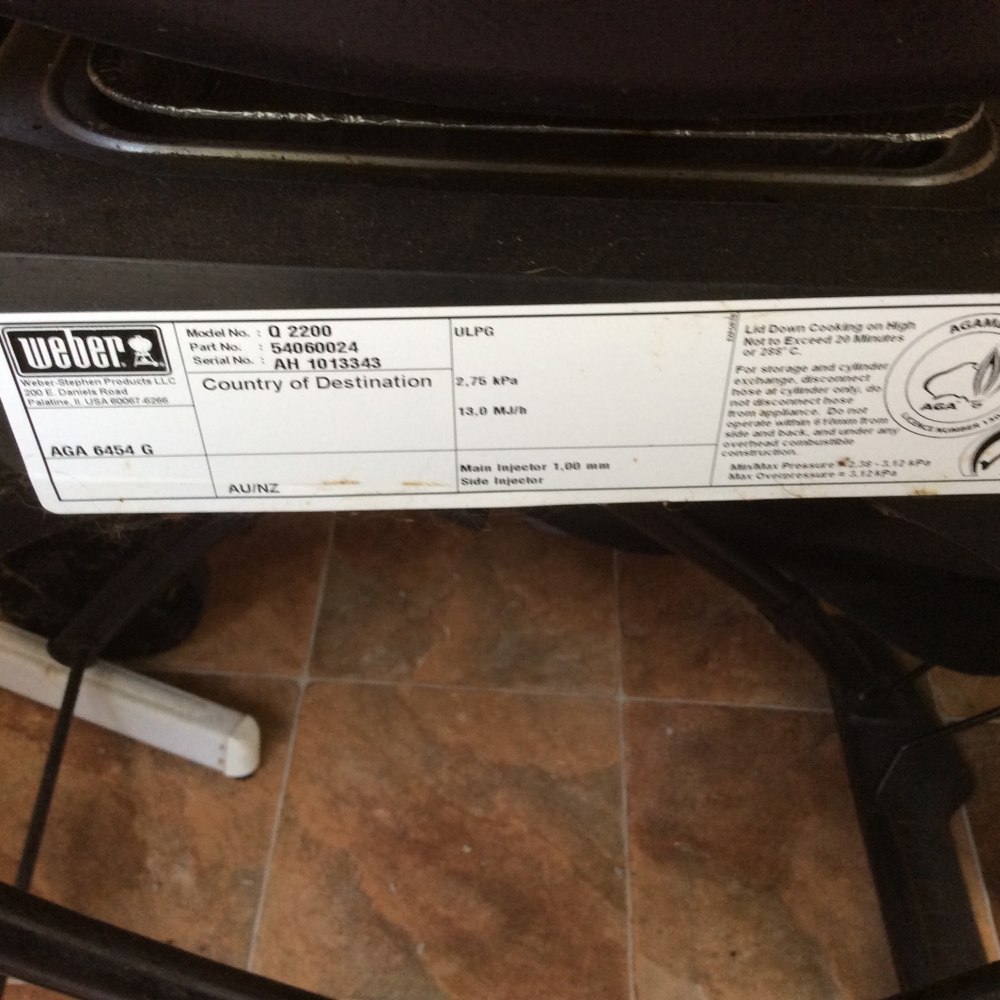 weber
Weber-Stephen Products LLC
200 E. Daniels Road
Palatine, IL USA 60067-6266
AGA 6454 G
Model No. : Q 2200
Part No. : 54060024
Serial No. : AH 1013343
Country of Destination
AU/NZ
ULPG
2,75 kPa
13,0 MJ/h
Main Injector 1,00 mm
Side Injector
Lid Down Cooking on High
Not to Exceed 20 Minutes
or 288° C.
For storage and cylinder
exchange, disconnect
hose at cylinder only, do
not disconnect hose
from appliance. Do not
operate within 610mm from
side and back, and under any
overhead combustible
construction.
Min/Max Pressure = 2,38 - 3,12 kPa
Max Overpressure = 3,12 kPa
AGA
LICENCE NUMBER